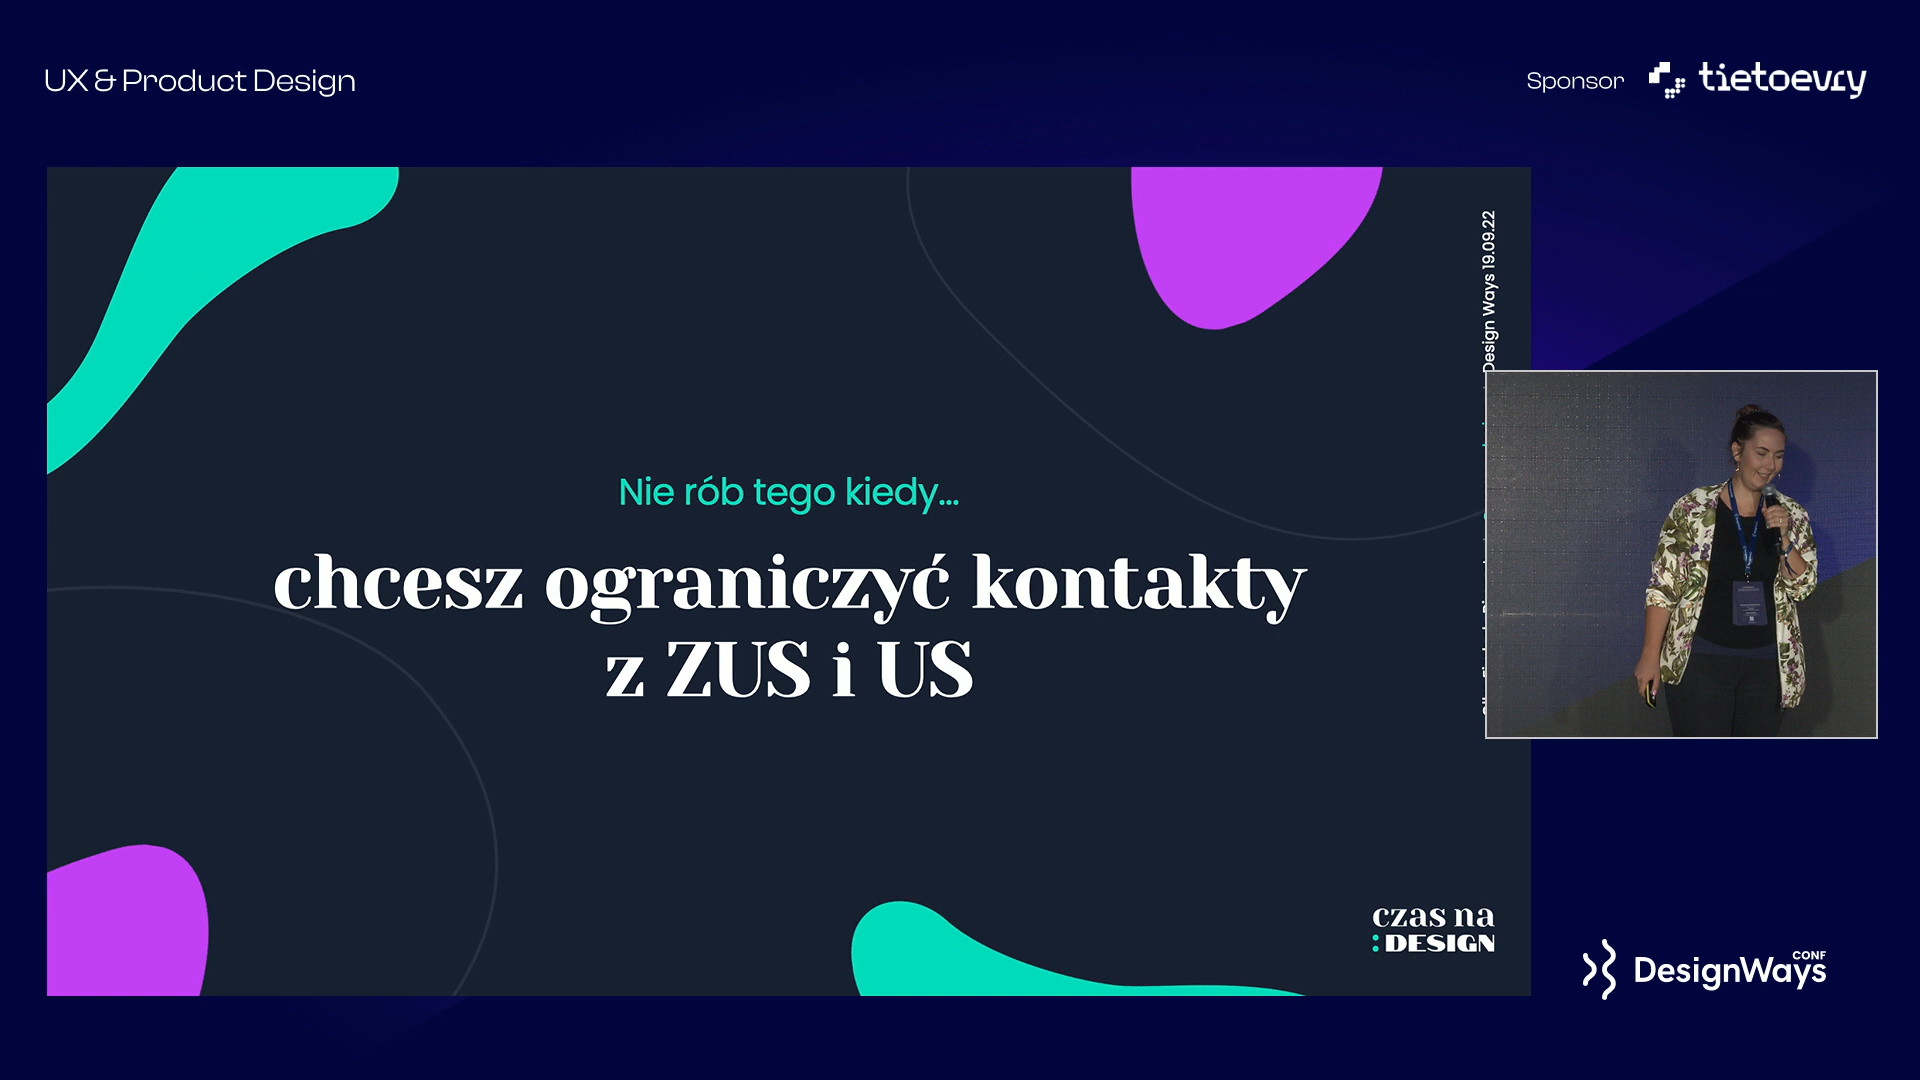 UX & Product Design
Sponsor tietoevry
Design Ways 19.09.22
Nie rób tego kiedy...
chcesz ograniczyć kontakty
z ZUS i US
czas na
:DESIGN
DesignWays CONF